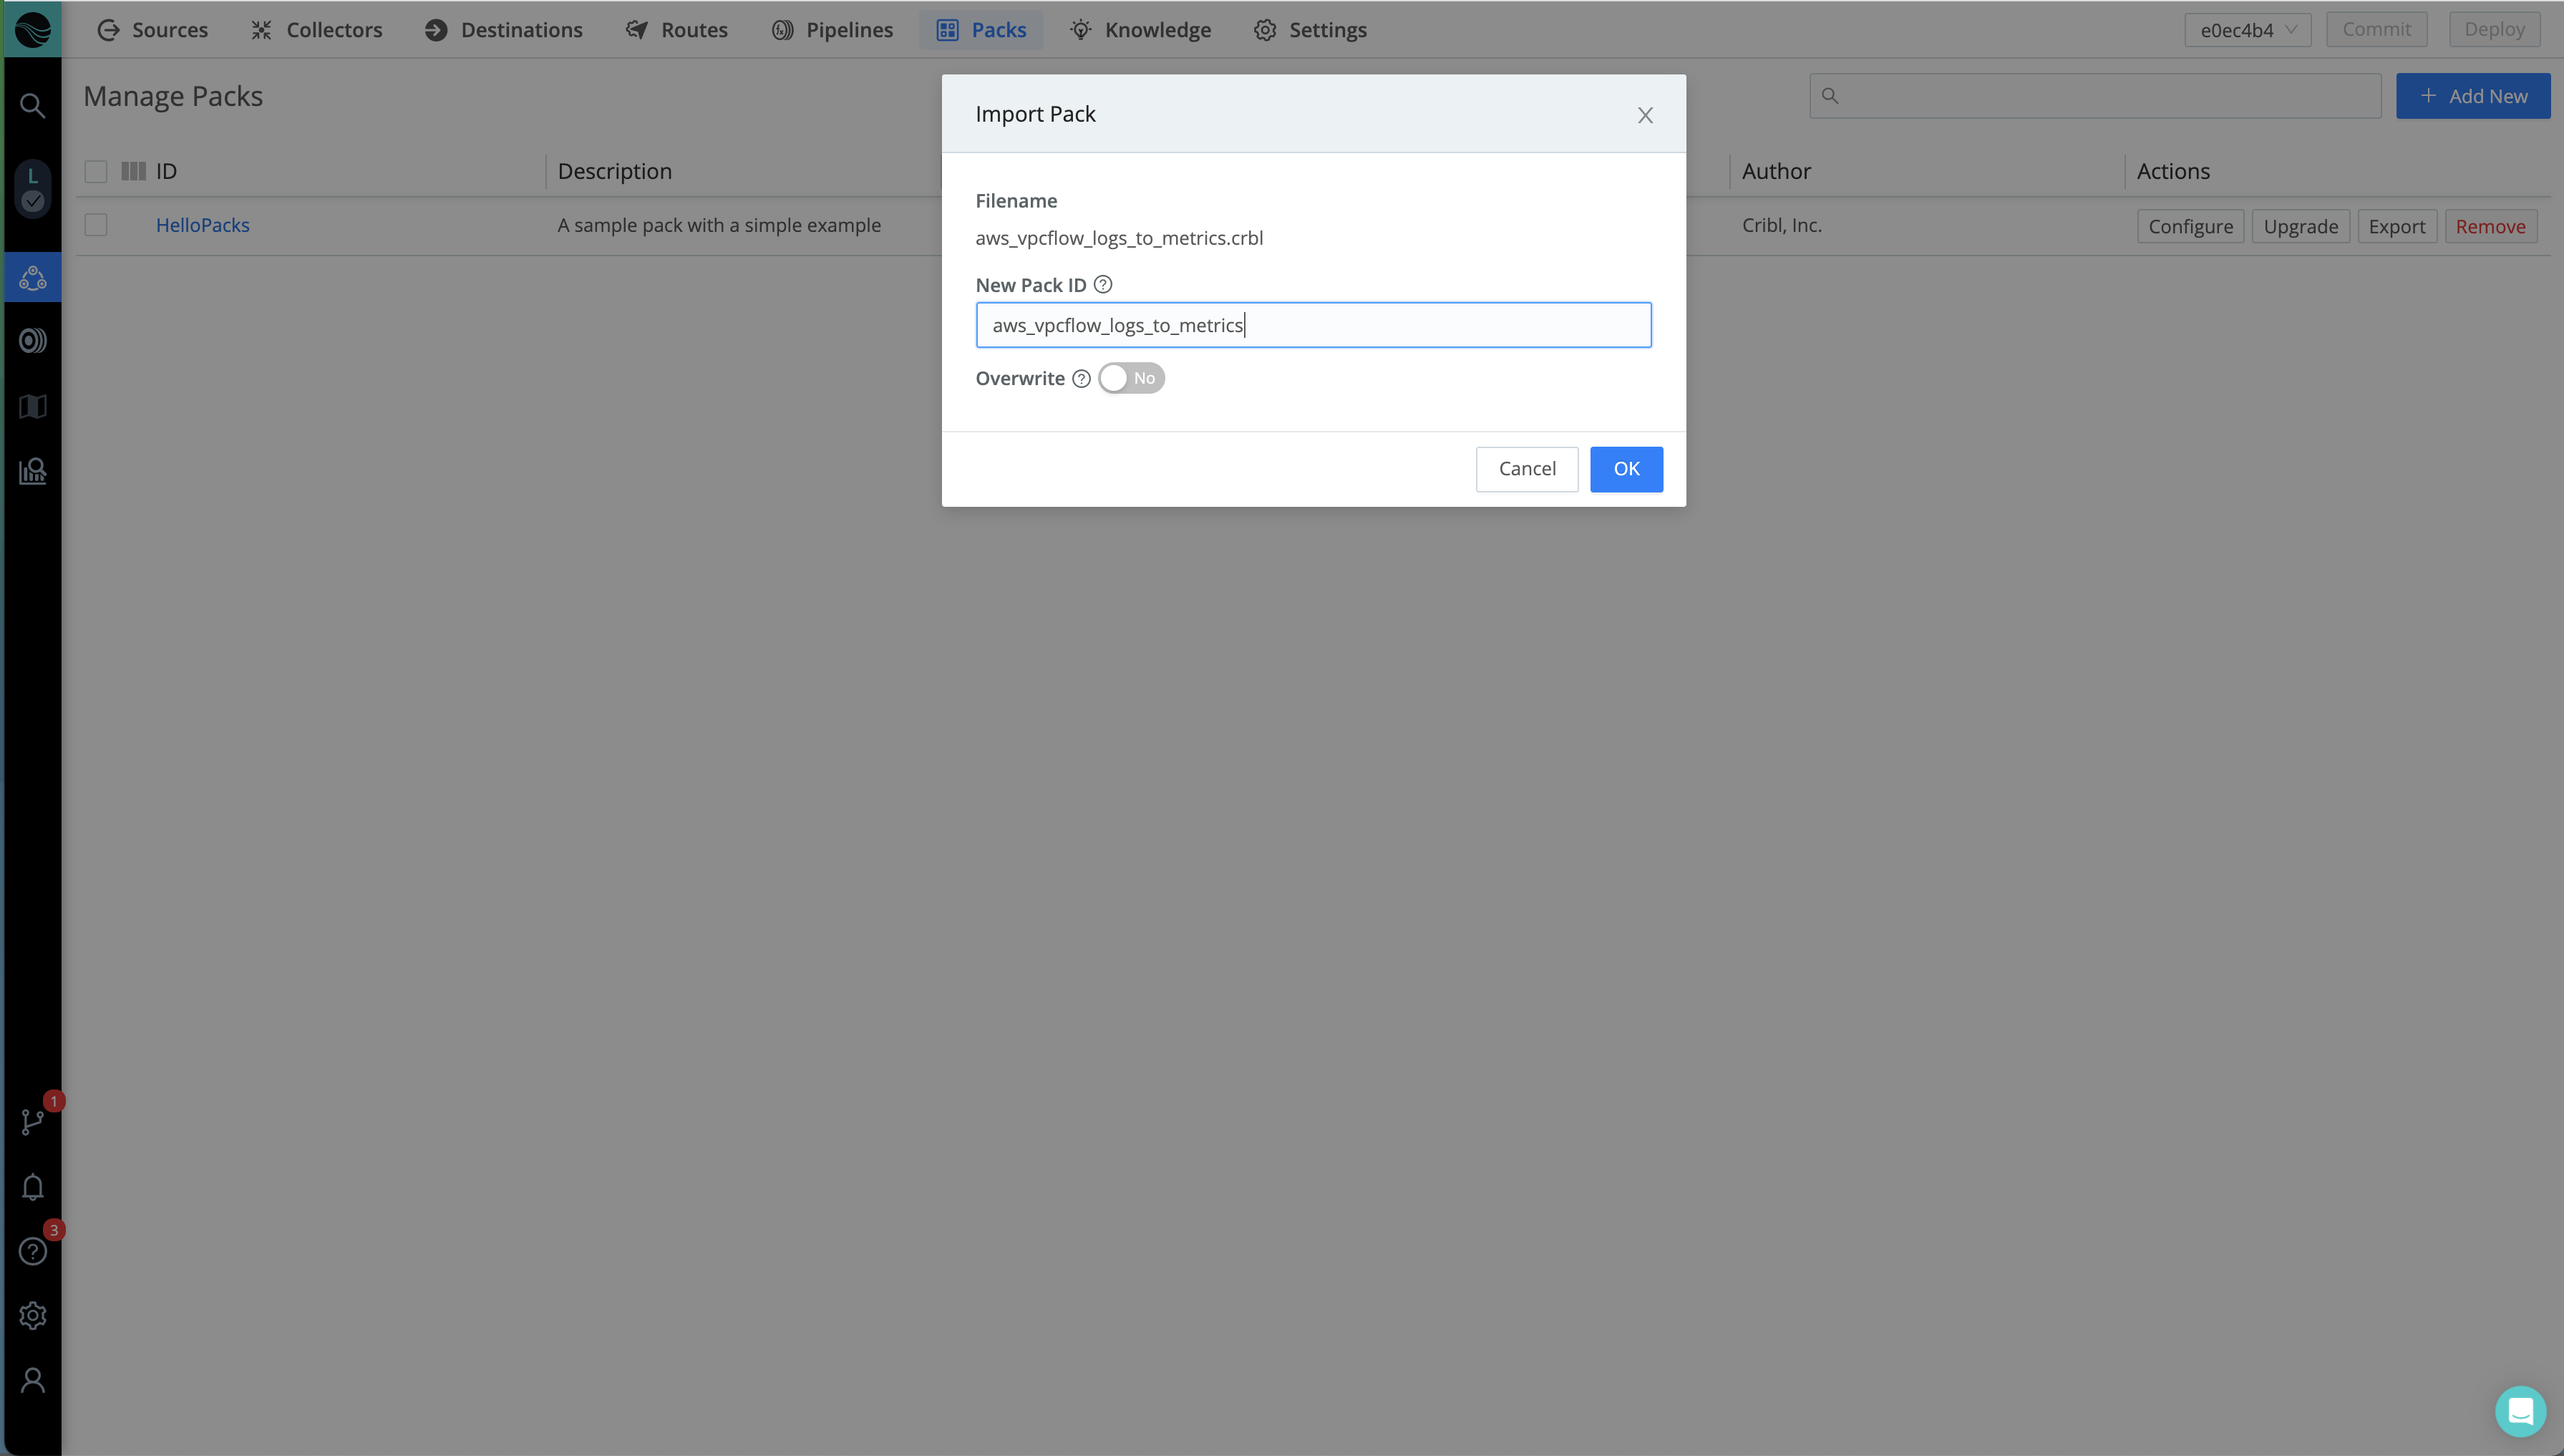 Sources Collectors Destinations Routes Pipelines Packs Knowledge Settings e0ec4b4 Commit Deploy
Manage Packs
+ Add New
ID Description Author Actions
HelloPacks A sample pack with a simple example Cribl, Inc. Configure Upgrade Export Remove
Import Pack
Filename
aws_vpcflow_logs_to_metrics.crbl
New Pack ID ?
aws_vpcflow_logs_to_metrics
Overwrite ? No
Cancel OK
L
1
3
?